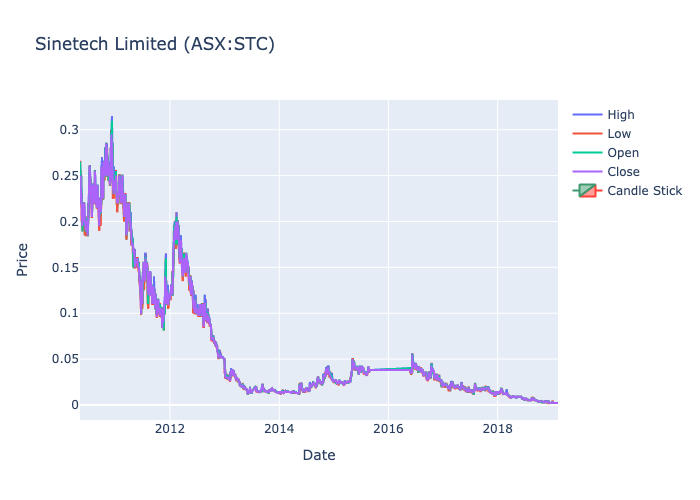 Sinetech Limited (ASX:STC)
High
Low
Open
Close
Candle Stick
0.3
0.25
0.2
0.15
0.1
0.05
0
Price
2012 2014 2016 2018
Date